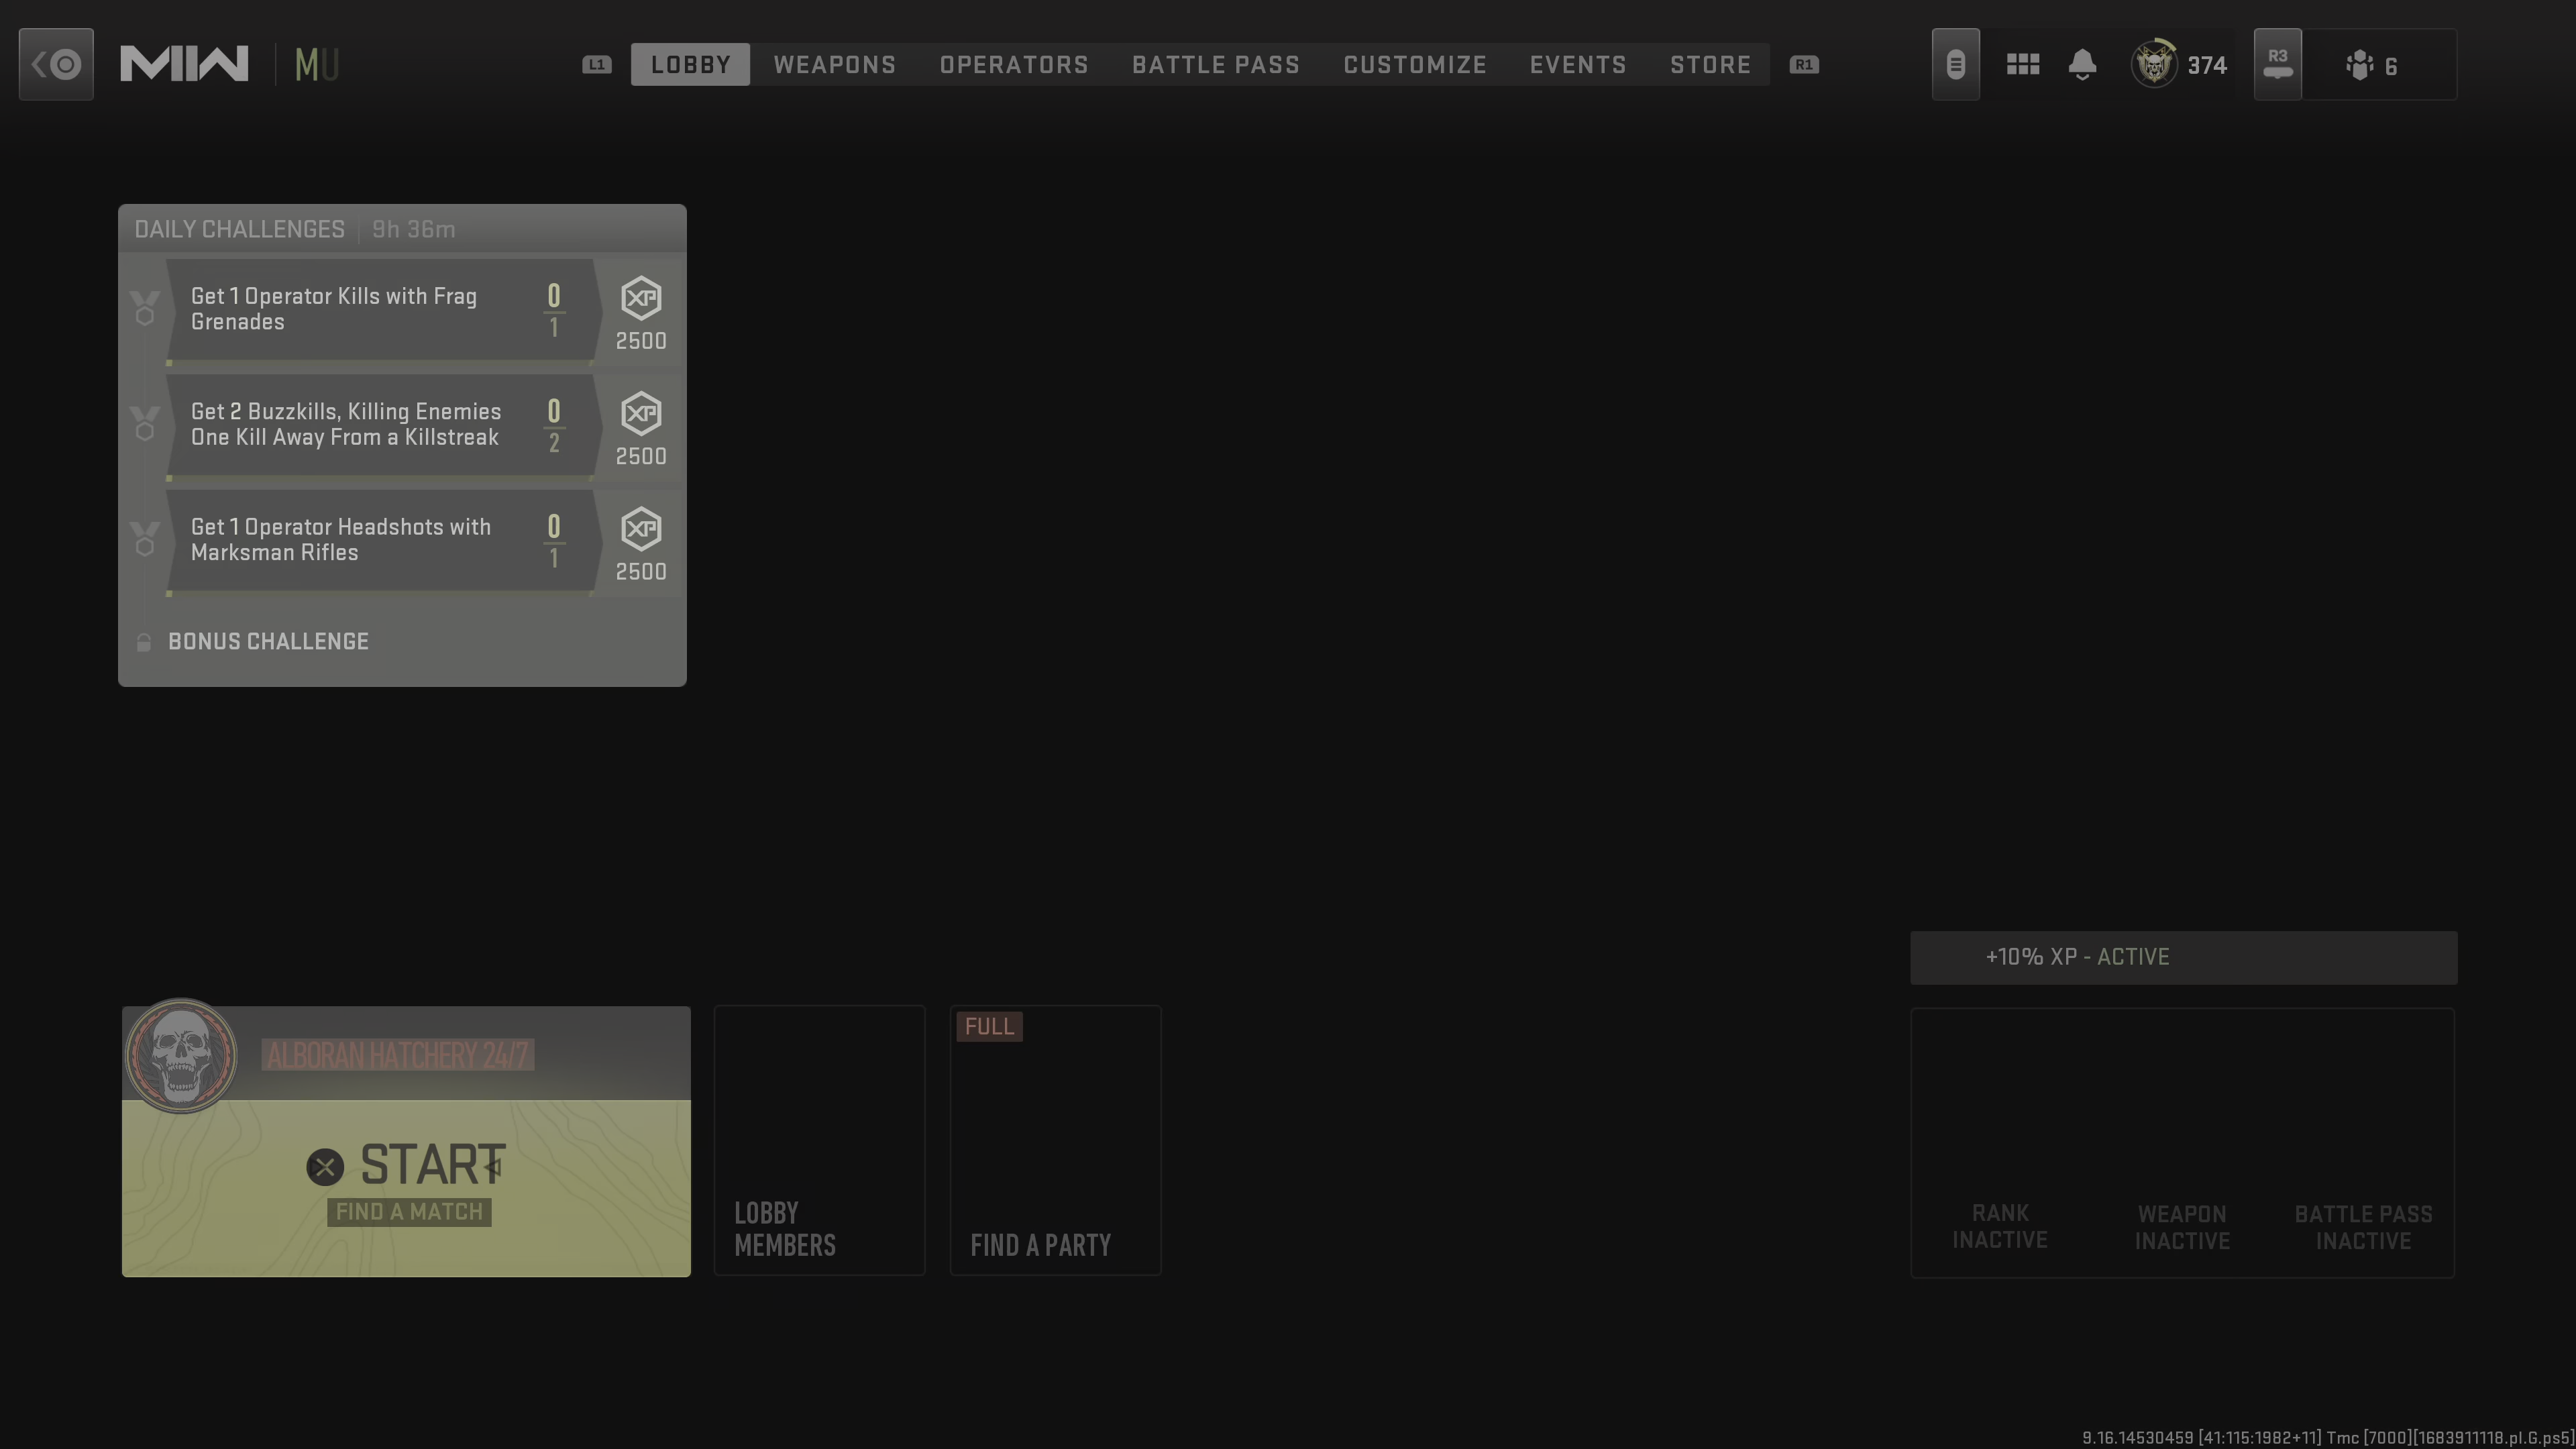 MW
MU
L1
LOBBY
WEAPONS
OPERATORS
BATTLE PASS
CUSTOMIZE
EVENTS
STORE
R1
374
R3
6
DAILY CHALLENGES
9h 36m
Get 1 Operator Kills with Frag
Grenades
0
1
XP
2500
Get 2 Buzzkills, Killing Enemies
One Kill Away From a Killstreak
0
2
XP
2500
Get 1 Operator Headshots with
Marksman Rifles
0
1
XP
2500
BONUS CHALLENGE
+10% XP - ACTIVE
ALBORAN HATCHERY 24/7
START
FIND A MATCH
LOBBY
MEMBERS
FULL
FIND A PARTY
RANK
INACTIVE
WEAPON
INACTIVE
BATTLE PASS
INACTIVE
9.16.14530459 [41:115:1982+11] Tmc [7000][1683911118.pl.G.ps5]